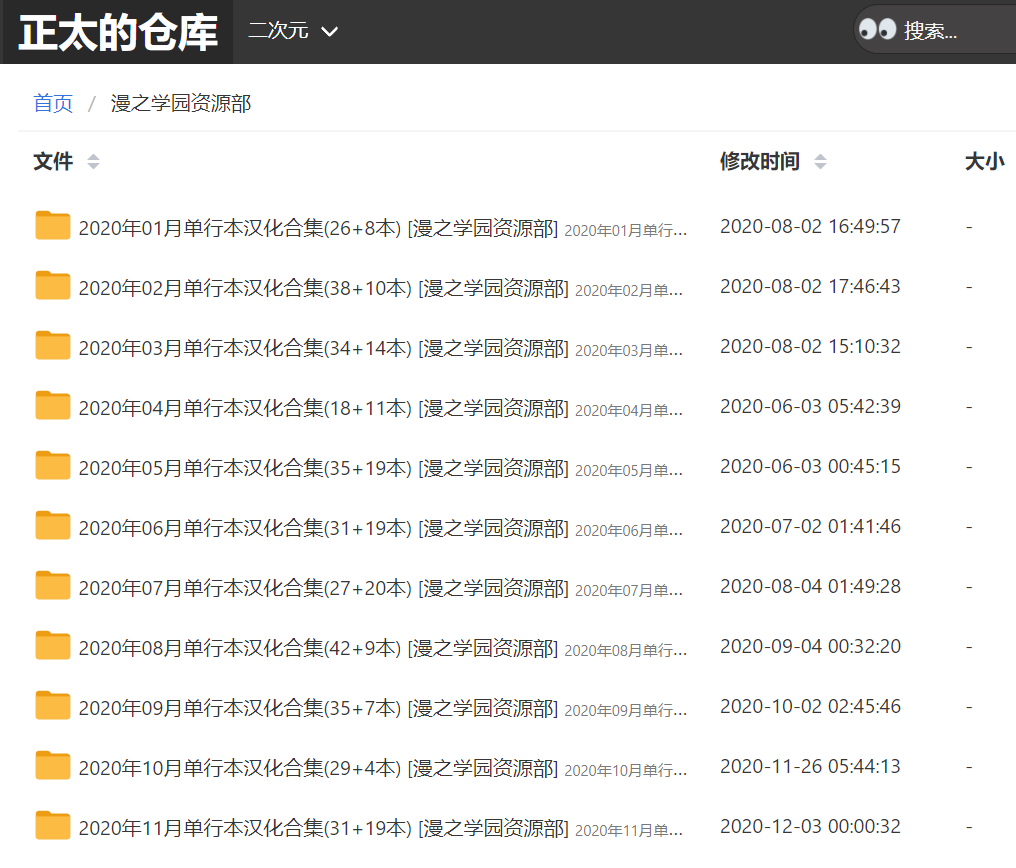 正太的仓库 二次元 搜索...
首页 / 漫之学园资源部
文件 修改时间 大小
2020年01月单行本汉化合集(26+8本) [漫之学园资源部] 2020年01月单行... 2020-08-02 16:49:57 -
2020年02月单行本汉化合集(38+10本) [漫之学园资源部] 2020年02月单... 2020-08-02 17:46:43 -
2020年03月单行本汉化合集(34+14本) [漫之学园资源部] 2020年03月单... 2020-08-02 15:10:32 -
2020年04月单行本汉化合集(18+11本) [漫之学园资源部] 2020年04月单... 2020-06-03 05:42:39 -
2020年05月单行本汉化合集(35+19本) [漫之学园资源部] 2020年05月单... 2020-06-03 00:45:15 -
2020年06月单行本汉化合集(31+19本) [漫之学园资源部] 2020年06月单... 2020-07-02 01:41:46 -
2020年07月单行本汉化合集(27+20本) [漫之学园资源部] 2020年07月单... 2020-08-04 01:49:28 -
2020年08月单行本汉化合集(42+9本) [漫之学园资源部] 2020年08月单行... 2020-09-04 00:32:20 -
2020年09月单行本汉化合集(35+7本) [漫之学园资源部] 2020年09月单行... 2020-10-02 02:45:46 -
2020年10月单行本汉化合集(29+4本) [漫之学园资源部] 2020年10月单行... 2020-11-26 05:44:13 -
2020年11月单行本汉化合集(31+19本) [漫之学园资源部] 2020年11月单... 2020-12-03 00:00:32 -